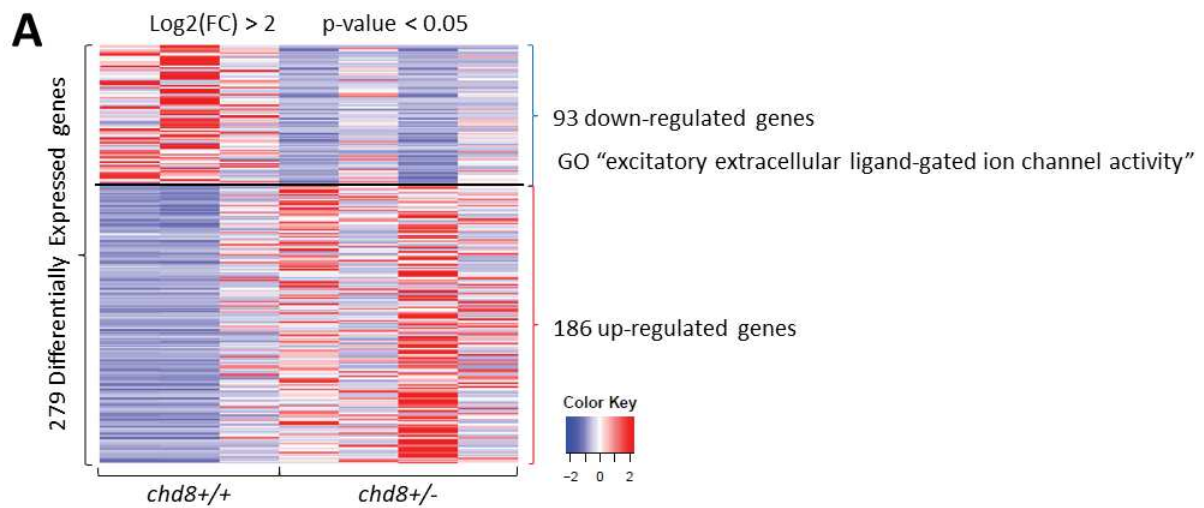 A
Log2(FC) > 2 p-value < 0.05
279 Differentially Expressed genes
93 down-regulated genes
GO “excitatory extracellular ligand-gated ion channel activity”
186 up-regulated genes
Color Key
−2 0 1 2
chd8+/+ chd8+/-